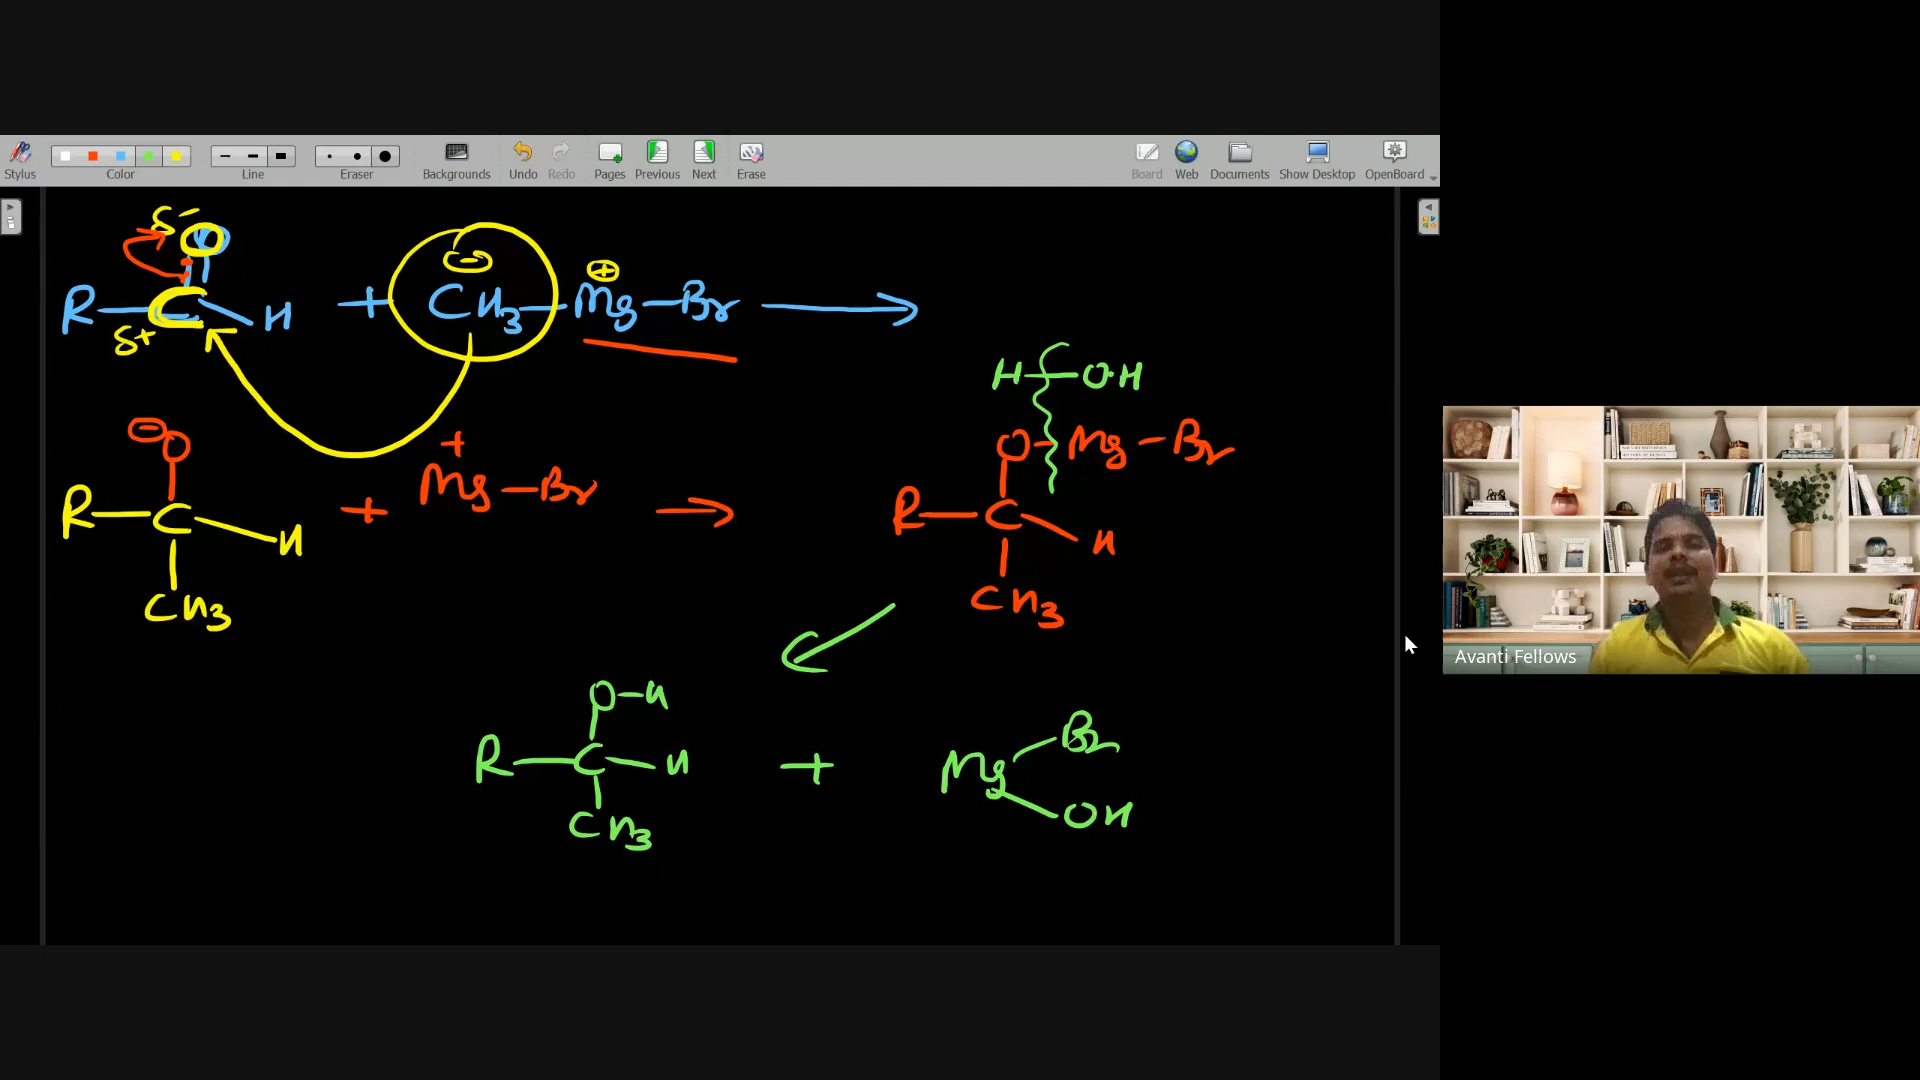 Stylus Color Line Eraser Backgrounds Undo Redo Pages Previous Next Erase Board Web Documents Show Desktop OpenBoard
δ-
O
R-C-H + CH3-Mg-Br →
δ+
⊖ ⊕
H-OH
⊖O
R-C-H + +Mg-Br →
CH3
O-Mg-Br
R-C-H
CH3
O-H
R-C-H + Mg
CH3
Br
OH
Avanti Fellows